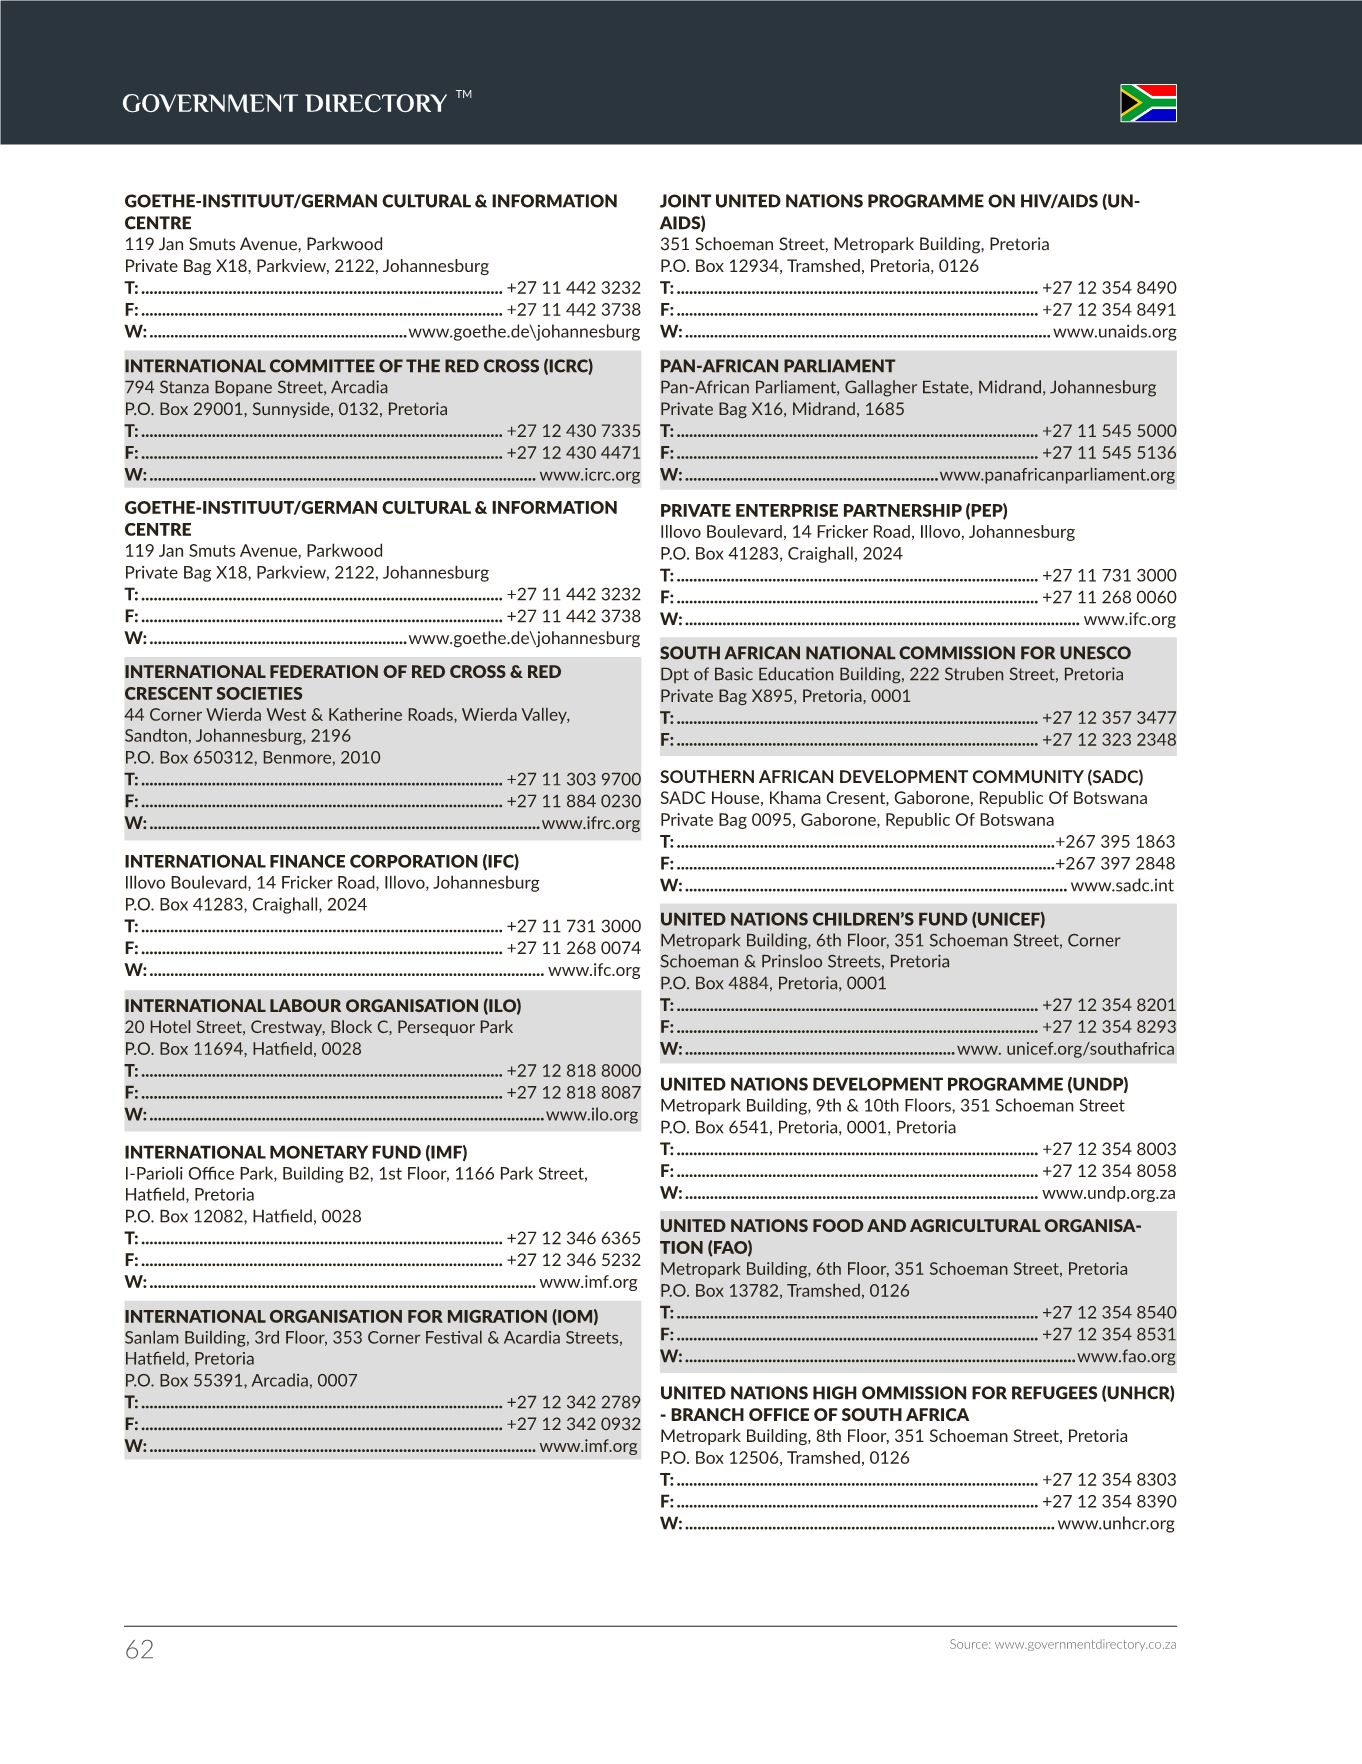 GOVERNMENT DIRECTORY ™
GOETHE-INSTITUUT/GERMAN CULTURAL & INFORMATION
CENTRE
119 Jan Smuts Avenue, Parkwood
Private Bag X18, Parkview, 2122, Johannesburg
T: ........ +27 11 442 3232
F: ........ +27 11 442 3738
W: ........ www.goethe.de\johannesburg
INTERNATIONAL COMMITTEE OF THE RED CROSS (ICRC)
794 Stanza Bopane Street, Arcadia
P.O. Box 29001, Sunnyside, 0132, Pretoria
T: ........ +27 12 430 7335
F: ........ +27 12 430 4471
W: ........ www.icrc.org
GOETHE-INSTITUUT/GERMAN CULTURAL & INFORMATION
CENTRE
119 Jan Smuts Avenue, Parkwood
Private Bag X18, Parkview, 2122, Johannesburg
T: ........ +27 11 442 3232
F: ........ +27 11 442 3738
W: ........ www.goethe.de\johannesburg
INTERNATIONAL FEDERATION OF RED CROSS & RED
CRESCENT SOCIETIES
44 Corner Wierda West & Katherine Roads, Wierda Valley,
Sandton, Johannesburg, 2196
P.O. Box 650312, Benmore, 2010
T: ........ +27 11 303 9700
F: ........ +27 11 884 0230
W: ........ www.ifrc.org
INTERNATIONAL FINANCE CORPORATION (IFC)
Illovo Boulevard, 14 Fricker Road, Illovo, Johannesburg
P.O. Box 41283, Craighall, 2024
T: ........ +27 11 731 3000
F: ........ +27 11 268 0074
W: ........ www.ifc.org
INTERNATIONAL LABOUR ORGANISATION (ILO)
20 Hotel Street, Crestway, Block C, Persequor Park
P.O. Box 11694, Hatfield, 0028
T: ........ +27 12 818 8000
F: ........ +27 12 818 8087
W: ........ www.ilo.org
INTERNATIONAL MONETARY FUND (IMF)
I-Parioli Office Park, Building B2, 1st Floor, 1166 Park Street,
Hatfield, Pretoria
P.O. Box 12082, Hatfield, 0028
T: ........ +27 12 346 6365
F: ........ +27 12 346 5232
W: ........ www.imf.org
INTERNATIONAL ORGANISATION FOR MIGRATION (IOM)
Sanlam Building, 3rd Floor, 353 Corner Festival & Acardia Streets,
Hatfield, Pretoria
P.O. Box 55391, Arcadia, 0007
T: ........ +27 12 342 2789
F: ........ +27 12 342 0932
W: ........ www.imf.org
JOINT UNITED NATIONS PROGRAMME ON HIV/AIDS (UN-
AIDS)
351 Schoeman Street, Metropark Building, Pretoria
P.O. Box 12934, Tramshed, Pretoria, 0126
T: ........ +27 12 354 8490
F: ........ +27 12 354 8491
W: ........ www.unaids.org
PAN-AFRICAN PARLIAMENT
Pan-African Parliament, Gallagher Estate, Midrand, Johannesburg
Private Bag X16, Midrand, 1685
T: ........ +27 11 545 5000
F: ........ +27 11 545 5136
W: ........ www.panafricanparliament.org
PRIVATE ENTERPRISE PARTNERSHIP (PEP)
Illovo Boulevard, 14 Fricker Road, Illovo, Johannesburg
P.O. Box 41283, Craighall, 2024
T: ........ +27 11 731 3000
F: ........ +27 11 268 0060
W: ........ www.ifc.org
SOUTH AFRICAN NATIONAL COMMISSION FOR UNESCO
Dpt of Basic Education Building, 222 Struben Street, Pretoria
Private Bag X895, Pretoria, 0001
T: ........ +27 12 357 3477
F: ........ +27 12 323 2348
SOUTHERN AFRICAN DEVELOPMENT COMMUNITY (SADC)
SADC House, Khama Cresent, Gaborone, Republic Of Botswana
Private Bag 0095, Gaborone, Republic Of Botswana
T: ........ +267 395 1863
F: ........ +267 397 2848
W: ........ www.sadc.int
UNITED NATIONS CHILDREN’S FUND (UNICEF)
Metropark Building, 6th Floor, 351 Schoeman Street, Corner
Schoeman & Prinsloo Streets, Pretoria
P.O. Box 4884, Pretoria, 0001
T: ........ +27 12 354 8201
F: ........ +27 12 354 8293
W: ........ www. unicef.org/southafrica
UNITED NATIONS DEVELOPMENT PROGRAMME (UNDP)
Metropark Building, 9th & 10th Floors, 351 Schoeman Street
P.O. Box 6541, Pretoria, 0001, Pretoria
T: ........ +27 12 354 8003
F: ........ +27 12 354 8058
W: ........ www.undp.org.za
UNITED NATIONS FOOD AND AGRICULTURAL ORGANISA-
TION (FAO)
Metropark Building, 6th Floor, 351 Schoeman Street, Pretoria
P.O. Box 13782, Tramshed, 0126
T: ........ +27 12 354 8540
F: ........ +27 12 354 8531
W: ........ www.fao.org
UNITED NATIONS HIGH OMMISSION FOR REFUGEES (UNHCR)
- BRANCH OFFICE OF SOUTH AFRICA
Metropark Building, 8th Floor, 351 Schoeman Street, Pretoria
P.O. Box 12506, Tramshed, 0126
T: ........ +27 12 354 8303
F: ........ +27 12 354 8390
W: ........ www.unhcr.org
62
Source: www.governmentdirectory.co.za